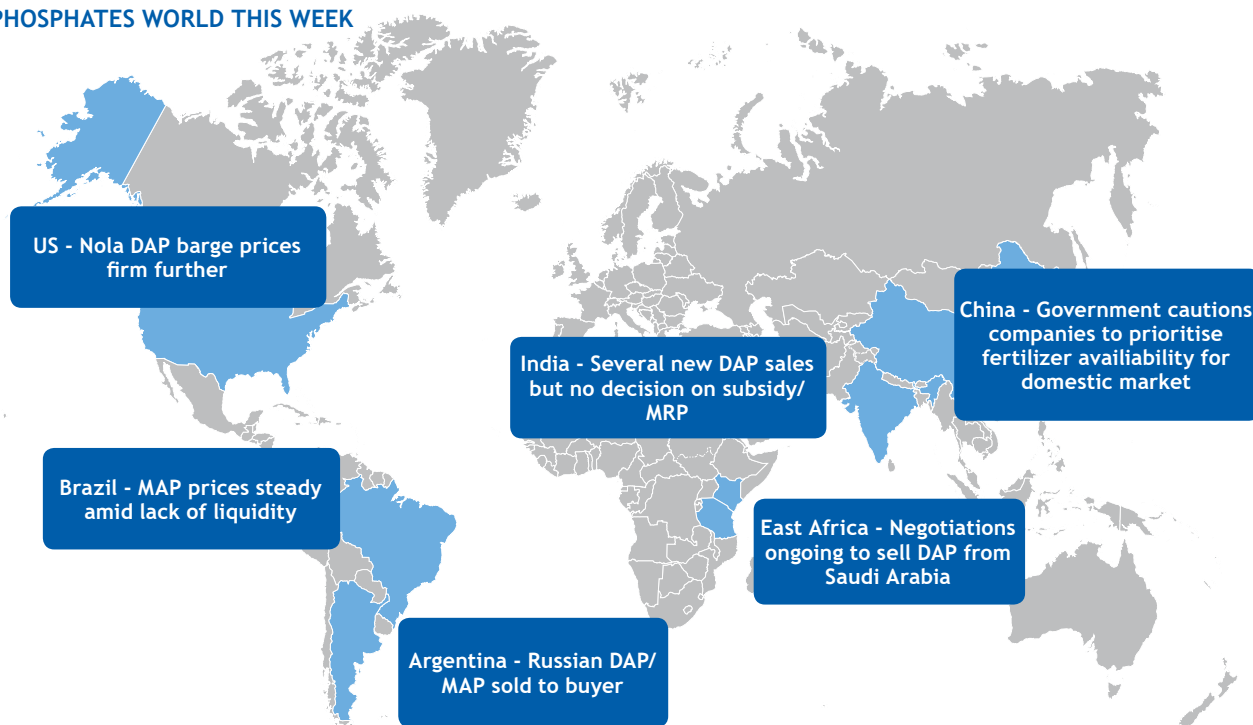 PHOSPHATES WORLD THIS WEEK
US - Nola DAP barge prices
firm further
China - Government cautions
companies to prioritise
fertilizer availiability for
domestic market
India - Several new DAP sales
but no decision on subsidy/
MRP
Brazil - MAP prices steady
amid lack of liquidity
East Africa - Negotiations
ongoing to sell DAP from
Saudi Arabia
Argentina - Russian DAP/
MAP sold to buyer